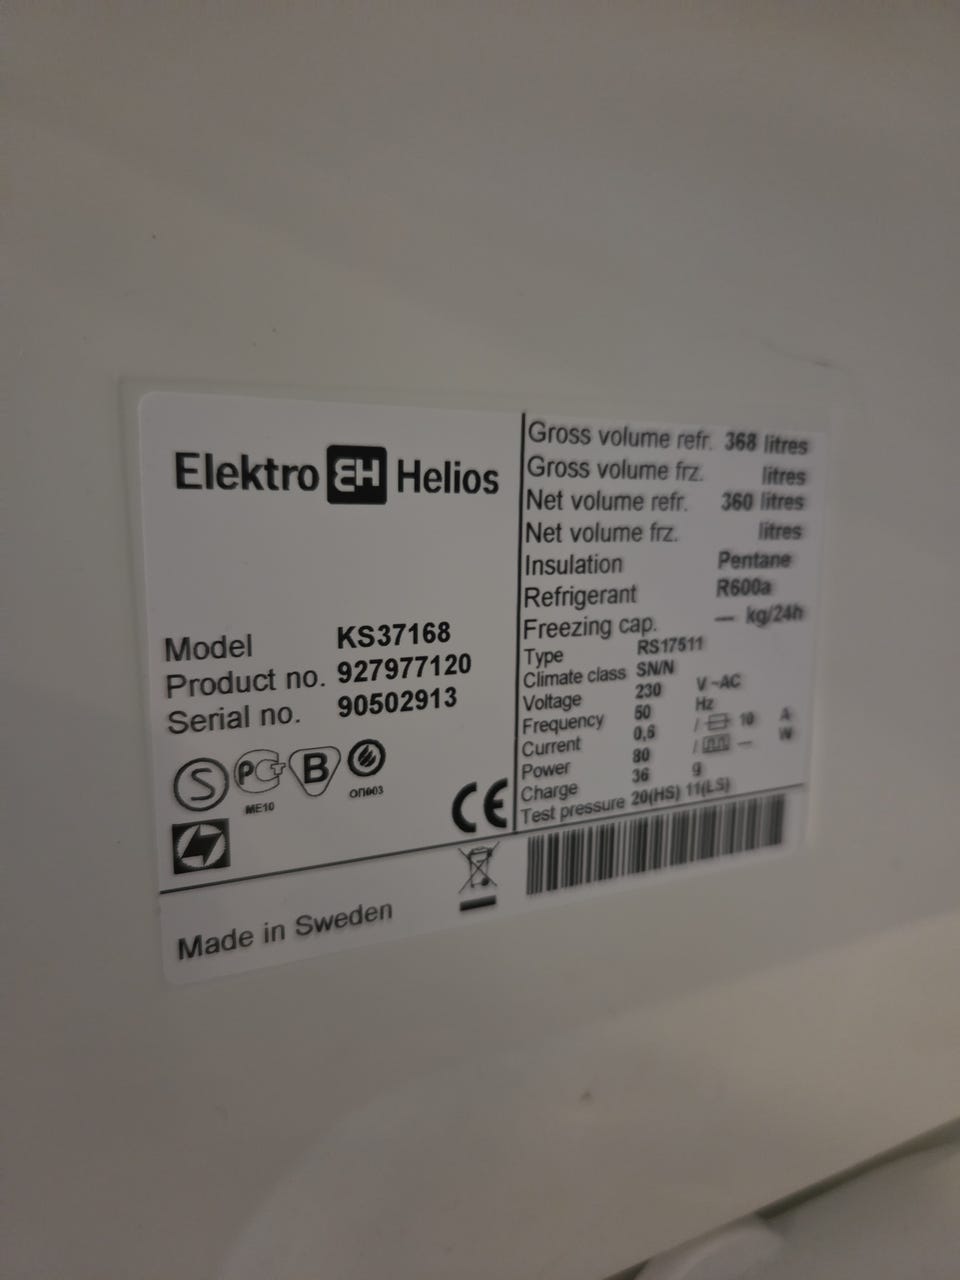 Elektro EH Helios
Model KS37168
Product no. 927977120
Serial no. 90502913
S PCT B
ME10 ОП003
CE
Made in Sweden
Gross volume refr. 368 litres
Gross volume frz. litres
Net volume refr. 360 litres
Net volume frz. litres
Insulation Pentane
Refrigerant R600a
Freezing cap. — kg/24h
Type RS17511
Climate class SN/N
Voltage 230 V ~AC
Frequency 50 Hz
Current 0,6 / 10 A
Power 80 / — W
Charge 36 g
Test pressure 20(HS) 11(LS)